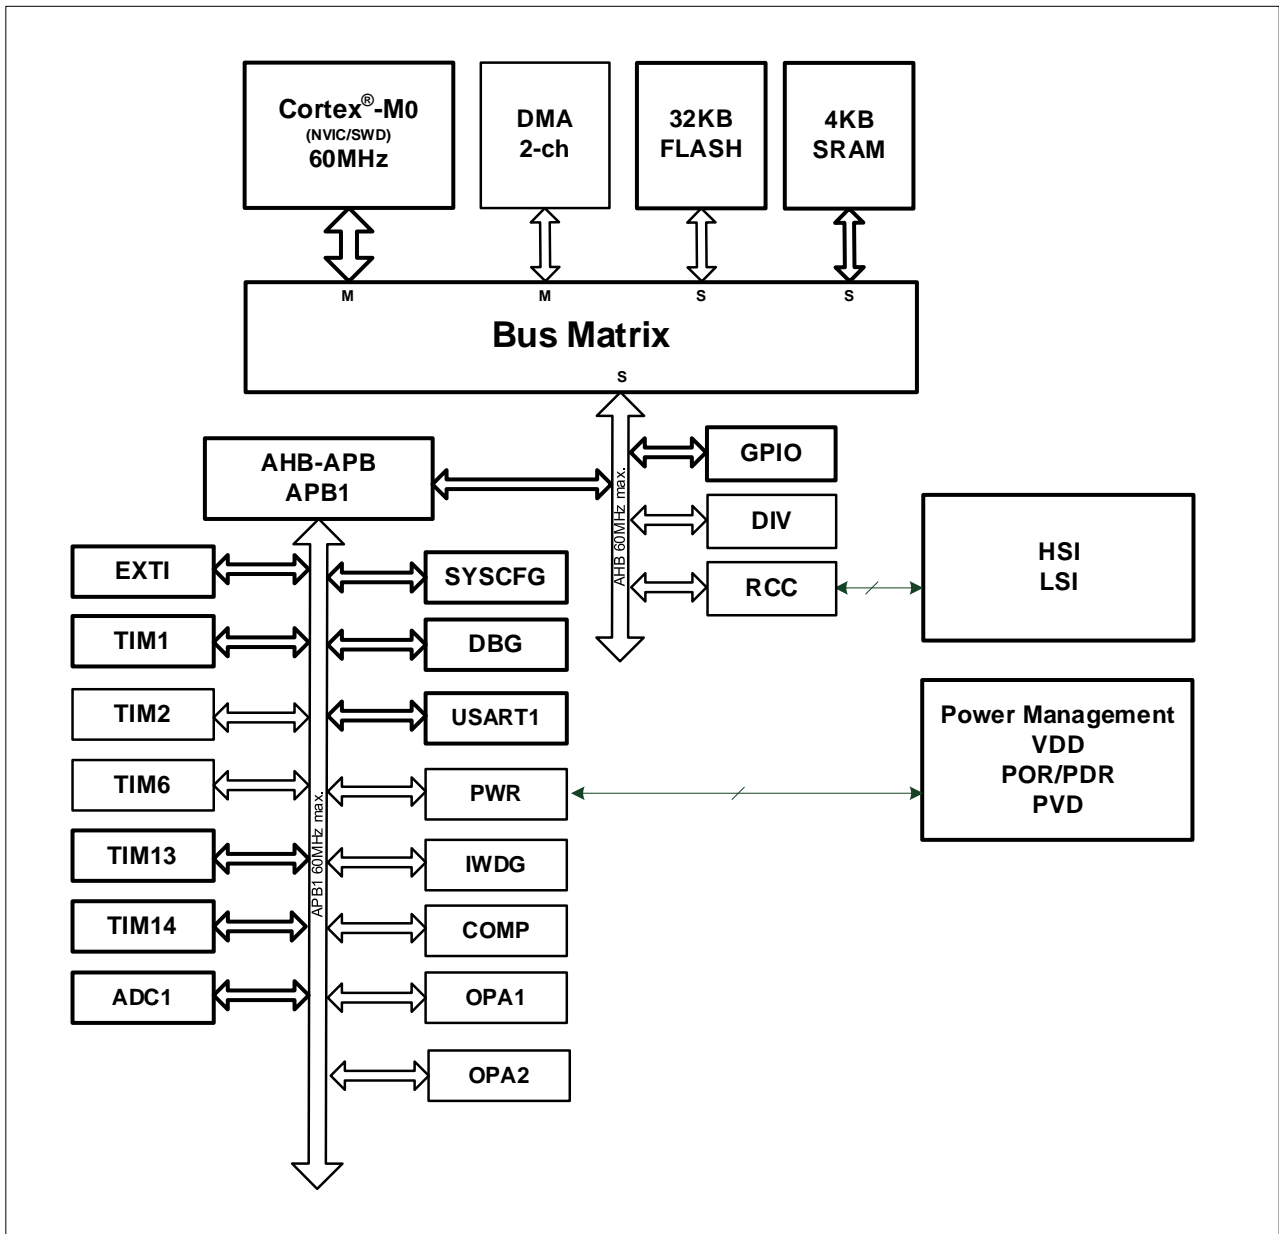 Cortex®-M0
(NVIC/SWD)
60MHz
DMA
2-ch
32KB
FLASH
4KB
SRAM
M
M
S
S
Bus Matrix
S
AHB-APB
APB1
AHB 60MHz max.
GPIO
DIV
RCC
HSI
LSI
EXTI
SYSCFG
TIM1
DBG
TIM2
USART1
Power Management
VDD
POR/PDR
PVD
TIM6
PWR
APB1 60MHz max.
TIM13
IWDG
TIM14
COMP
ADC1
OPA1
OPA2